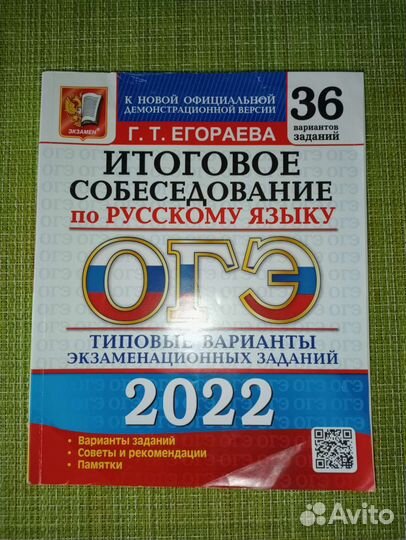 К НОВОЙ ОФИЦИАЛЬНОЙ
ДЕМОНСТРАЦИОННОЙ ВЕРСИИ
36
вариантов
заданий
ЭКЗАМЕН
Г. Т. ЕГОРАЕВА
ИТОГОВОЕ
СОБЕСЕДОВАНИЕ
по РУССКОМУ ЯЗЫКУ
ОГЭ
ТИПОВЫЕ ВАРИАНТЫ
ЭКЗАМЕНАЦИОННЫХ ЗАДАНИЙ
2022
• Варианты заданий
• Советы и рекомендации
• Памятки
Avito